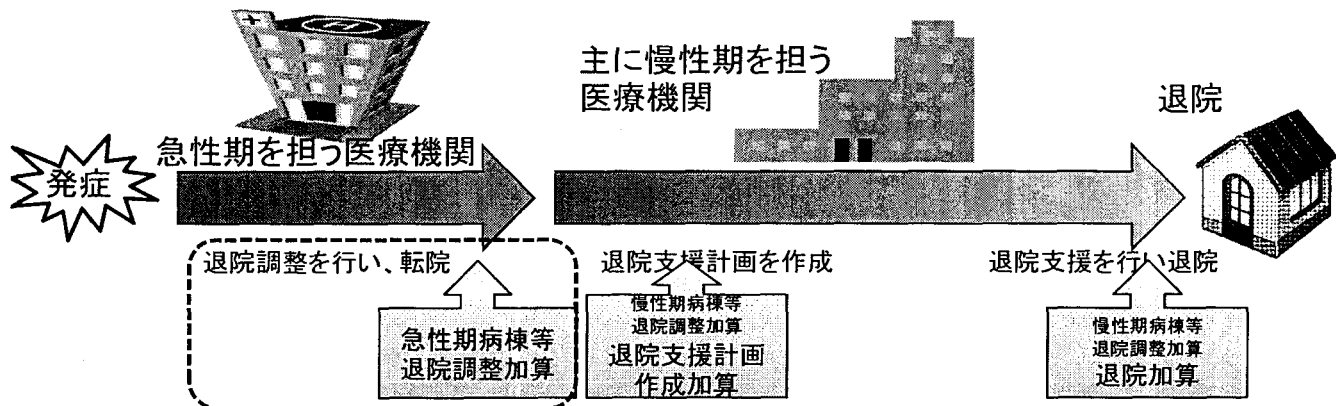 発症
急性期を担う医療機関
主に慢性期を担う
医療機関
退院
退院調整を行い、転院
急性期病棟等
退院調整加算
退院支援計画を作成
慢性期病棟等
退院調整加算
退院支援計画
作成加算
退院支援を行い退院
慢性期病棟等
退院調整加算
退院加算